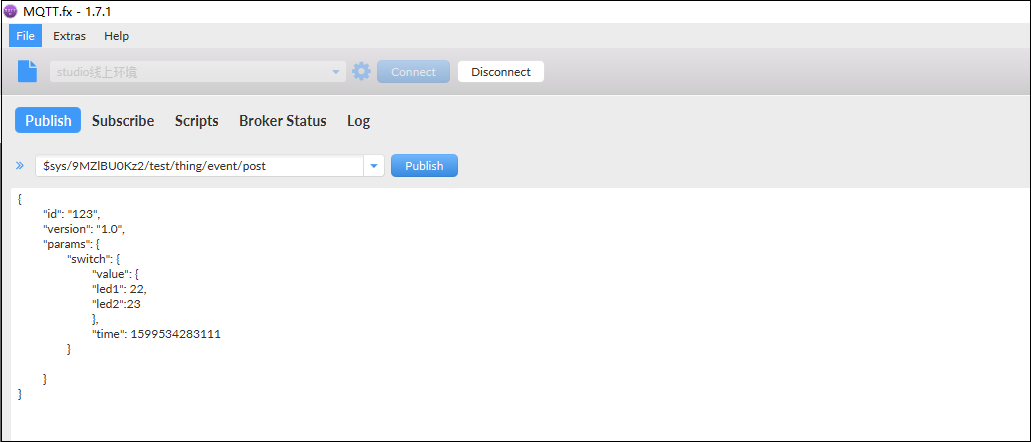 MQTT.fx - 1.7.1
File Extras Help
studio线上环境 Connect Disconnect
Publish Subscribe Scripts Broker Status Log
» $sys/9MZlBU0Kz2/test/thing/event/post Publish
{
"id": "123",
"version": "1.0",
"params": {
"switch": {
"value": {
"led1": 22,
"led2":23
},
"time": 1599534283111
}
}
}